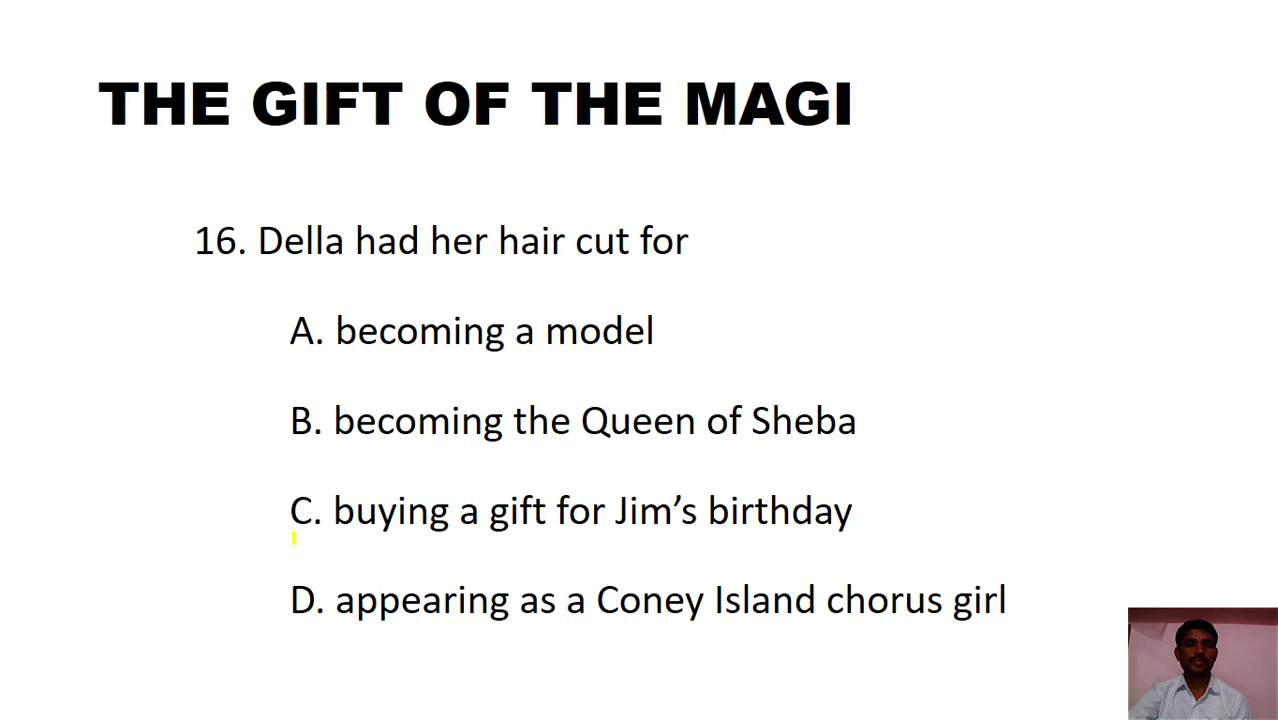 THE GIFT OF THE MAGI
16. Della had her hair cut for
A. becoming a model
B. becoming the Queen of Sheba
C. buying a gift for Jim’s birthday
D. appearing as a Coney Island chorus girl